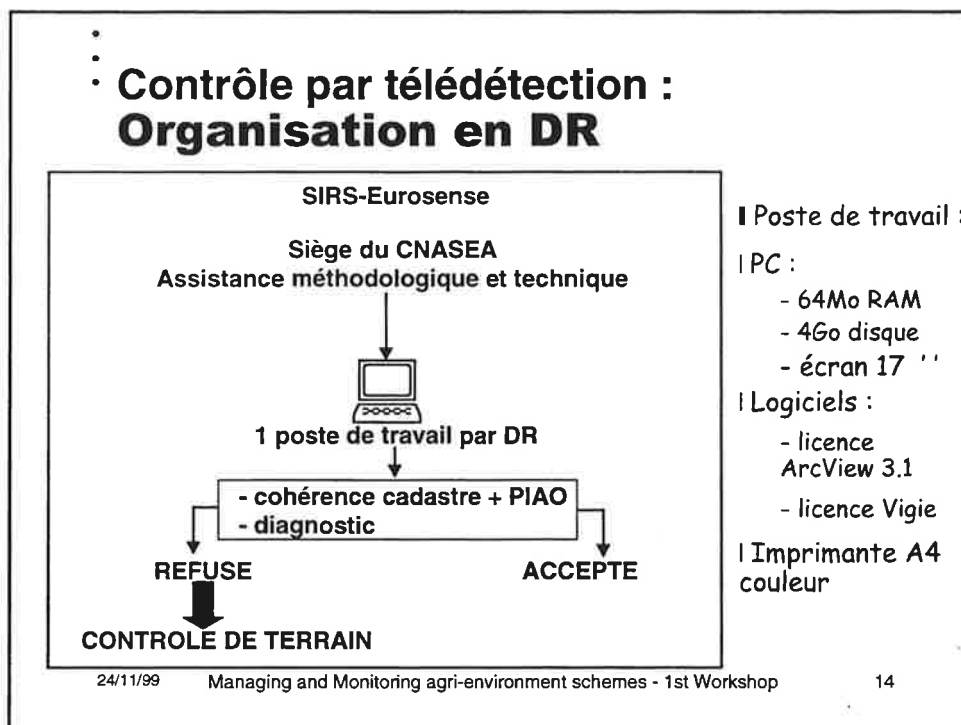 Contrôle par télédétection :
Organisation en DR
SIRS-Eurosense
Siège du CNASEA
Assistance méthodologique et technique
1 poste de travail par DR
- cohérence cadastre + PIAO
- diagnostic
REFUSE
ACCEPTE
CONTROLE DE TERRAIN
Poste de travail :
PC :
- 64Mo RAM
- 4Go disque
- écran 17 ''
Logiciels :
- licence
ArcView 3.1
- licence Vigie
Imprimante A4
couleur
24/11/99 Managing and Monitoring agri-environment schemes - 1st Workshop 14